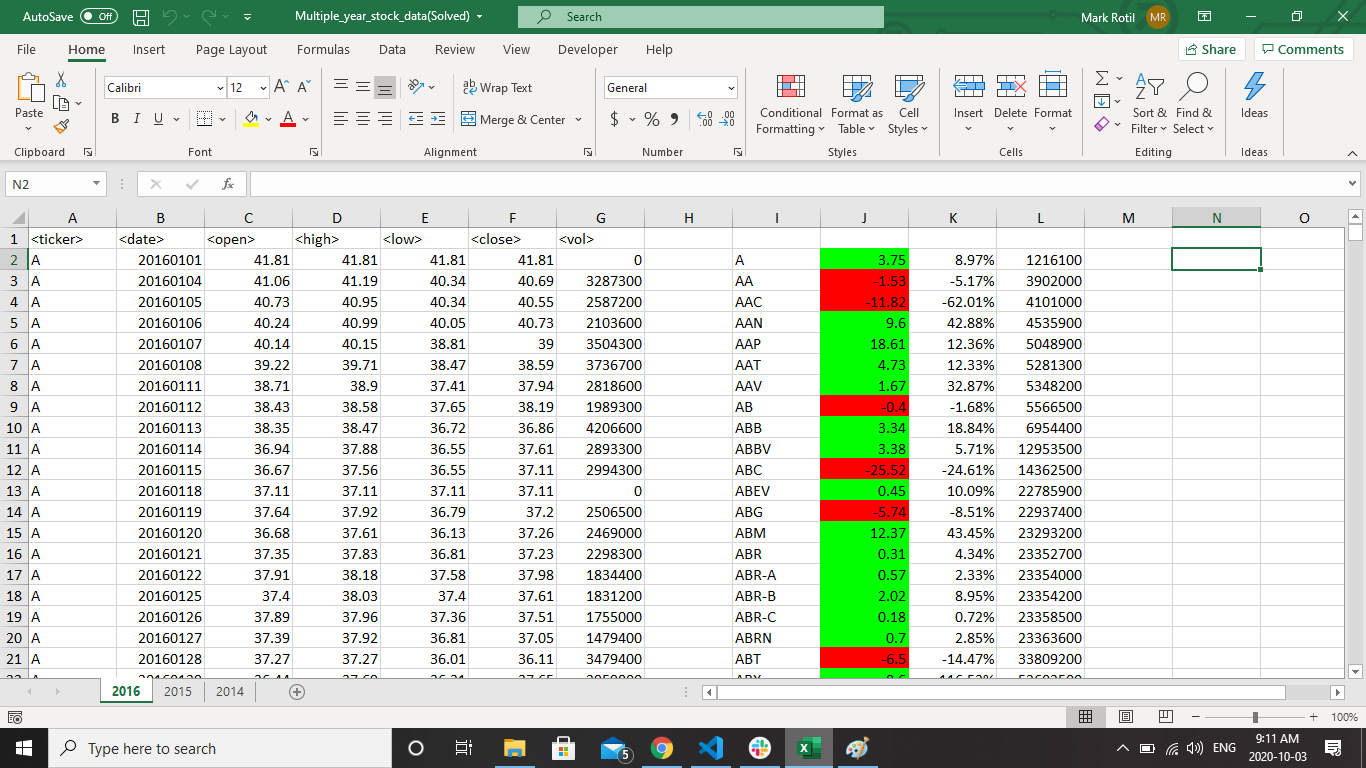 AutoSave Off Multiple_year_stock_data(Solved) Search Mark Rotil MR
File Home Insert Page Layout Formulas Data Review View Developer Help Share Comments
Paste Calibri 12 A A Wrap Text General Conditional Formatting Format as Table Cell Styles Insert Delete Format Sort & Filter Find & Select Ideas
B I U A Merge & Center $ % 9
Clipboard Font Alignment Number Styles Cells Editing Ideas
N2 fx
A B C D E F G H I J K L M N O
1 <ticker> <date> <open> <high> <low> <close> <vol>
2 A 20160101 41.81 41.81 41.81 41.81 0 A 3.75 8.97% 1216100
3 A 20160104 41.06 41.19 40.34 40.69 3287300 AA -1.53 -5.17% 3902000
4 A 20160105 40.73 40.95 40.34 40.55 2587200 AAC -11.82 -62.01% 4101000
5 A 20160106 40.24 40.99 40.05 40.73 2103600 AAN 9.6 42.88% 4535900
6 A 20160107 40.14 40.15 38.81 39 3504300 AAP 18.61 12.36% 5048900
7 A 20160108 39.22 39.71 38.47 38.59 3736700 AAT 4.73 12.33% 5281300
8 A 20160111 38.71 38.9 37.41 37.94 2818600 AAV 1.67 32.87% 5348200
9 A 20160112 38.43 38.58 37.65 38.19 1989300 AB -0.4 -1.68% 5566500
10 A 20160113 38.35 38.47 36.72 36.86 4206600 ABB 3.34 18.84% 6954400
11 A 20160114 36.94 37.88 36.55 37.61 2893300 ABBV 3.38 5.71% 12953500
12 A 20160115 36.67 37.56 36.55 37.11 2994300 ABC -25.52 -24.61% 14362500
13 A 20160118 37.11 37.11 37.11 37.11 0 ABEV 0.45 10.09% 22785900
14 A 20160119 37.64 37.92 36.79 37.2 2506500 ABG -5.74 -8.51% 22937400
15 A 20160120 36.68 37.61 36.13 37.26 2469000 ABM 12.37 43.45% 23293200
16 A 20160121 37.35 37.83 36.81 37.23 2298300 ABR 0.31 4.34% 23352700
17 A 20160122 37.91 38.18 37.58 37.98 1834400 ABR-A 0.57 2.33% 23354000
18 A 20160125 37.4 38.03 37.4 37.61 1831200 ABR-B 2.02 8.95% 23354200
19 A 20160126 37.89 37.96 37.36 37.51 1755000 ABR-C 0.18 0.72% 23358500
20 A 20160127 37.39 37.92 36.81 37.05 1479400 ABRN 0.7 2.85% 23363600
21 A 20160128 37.27 37.27 36.01 36.11 3479400 ABT -6.5 -14.47% 33809200
2016 2015 2014
100%
Type here to search 5 ENG 9:11 AM
2020-10-03